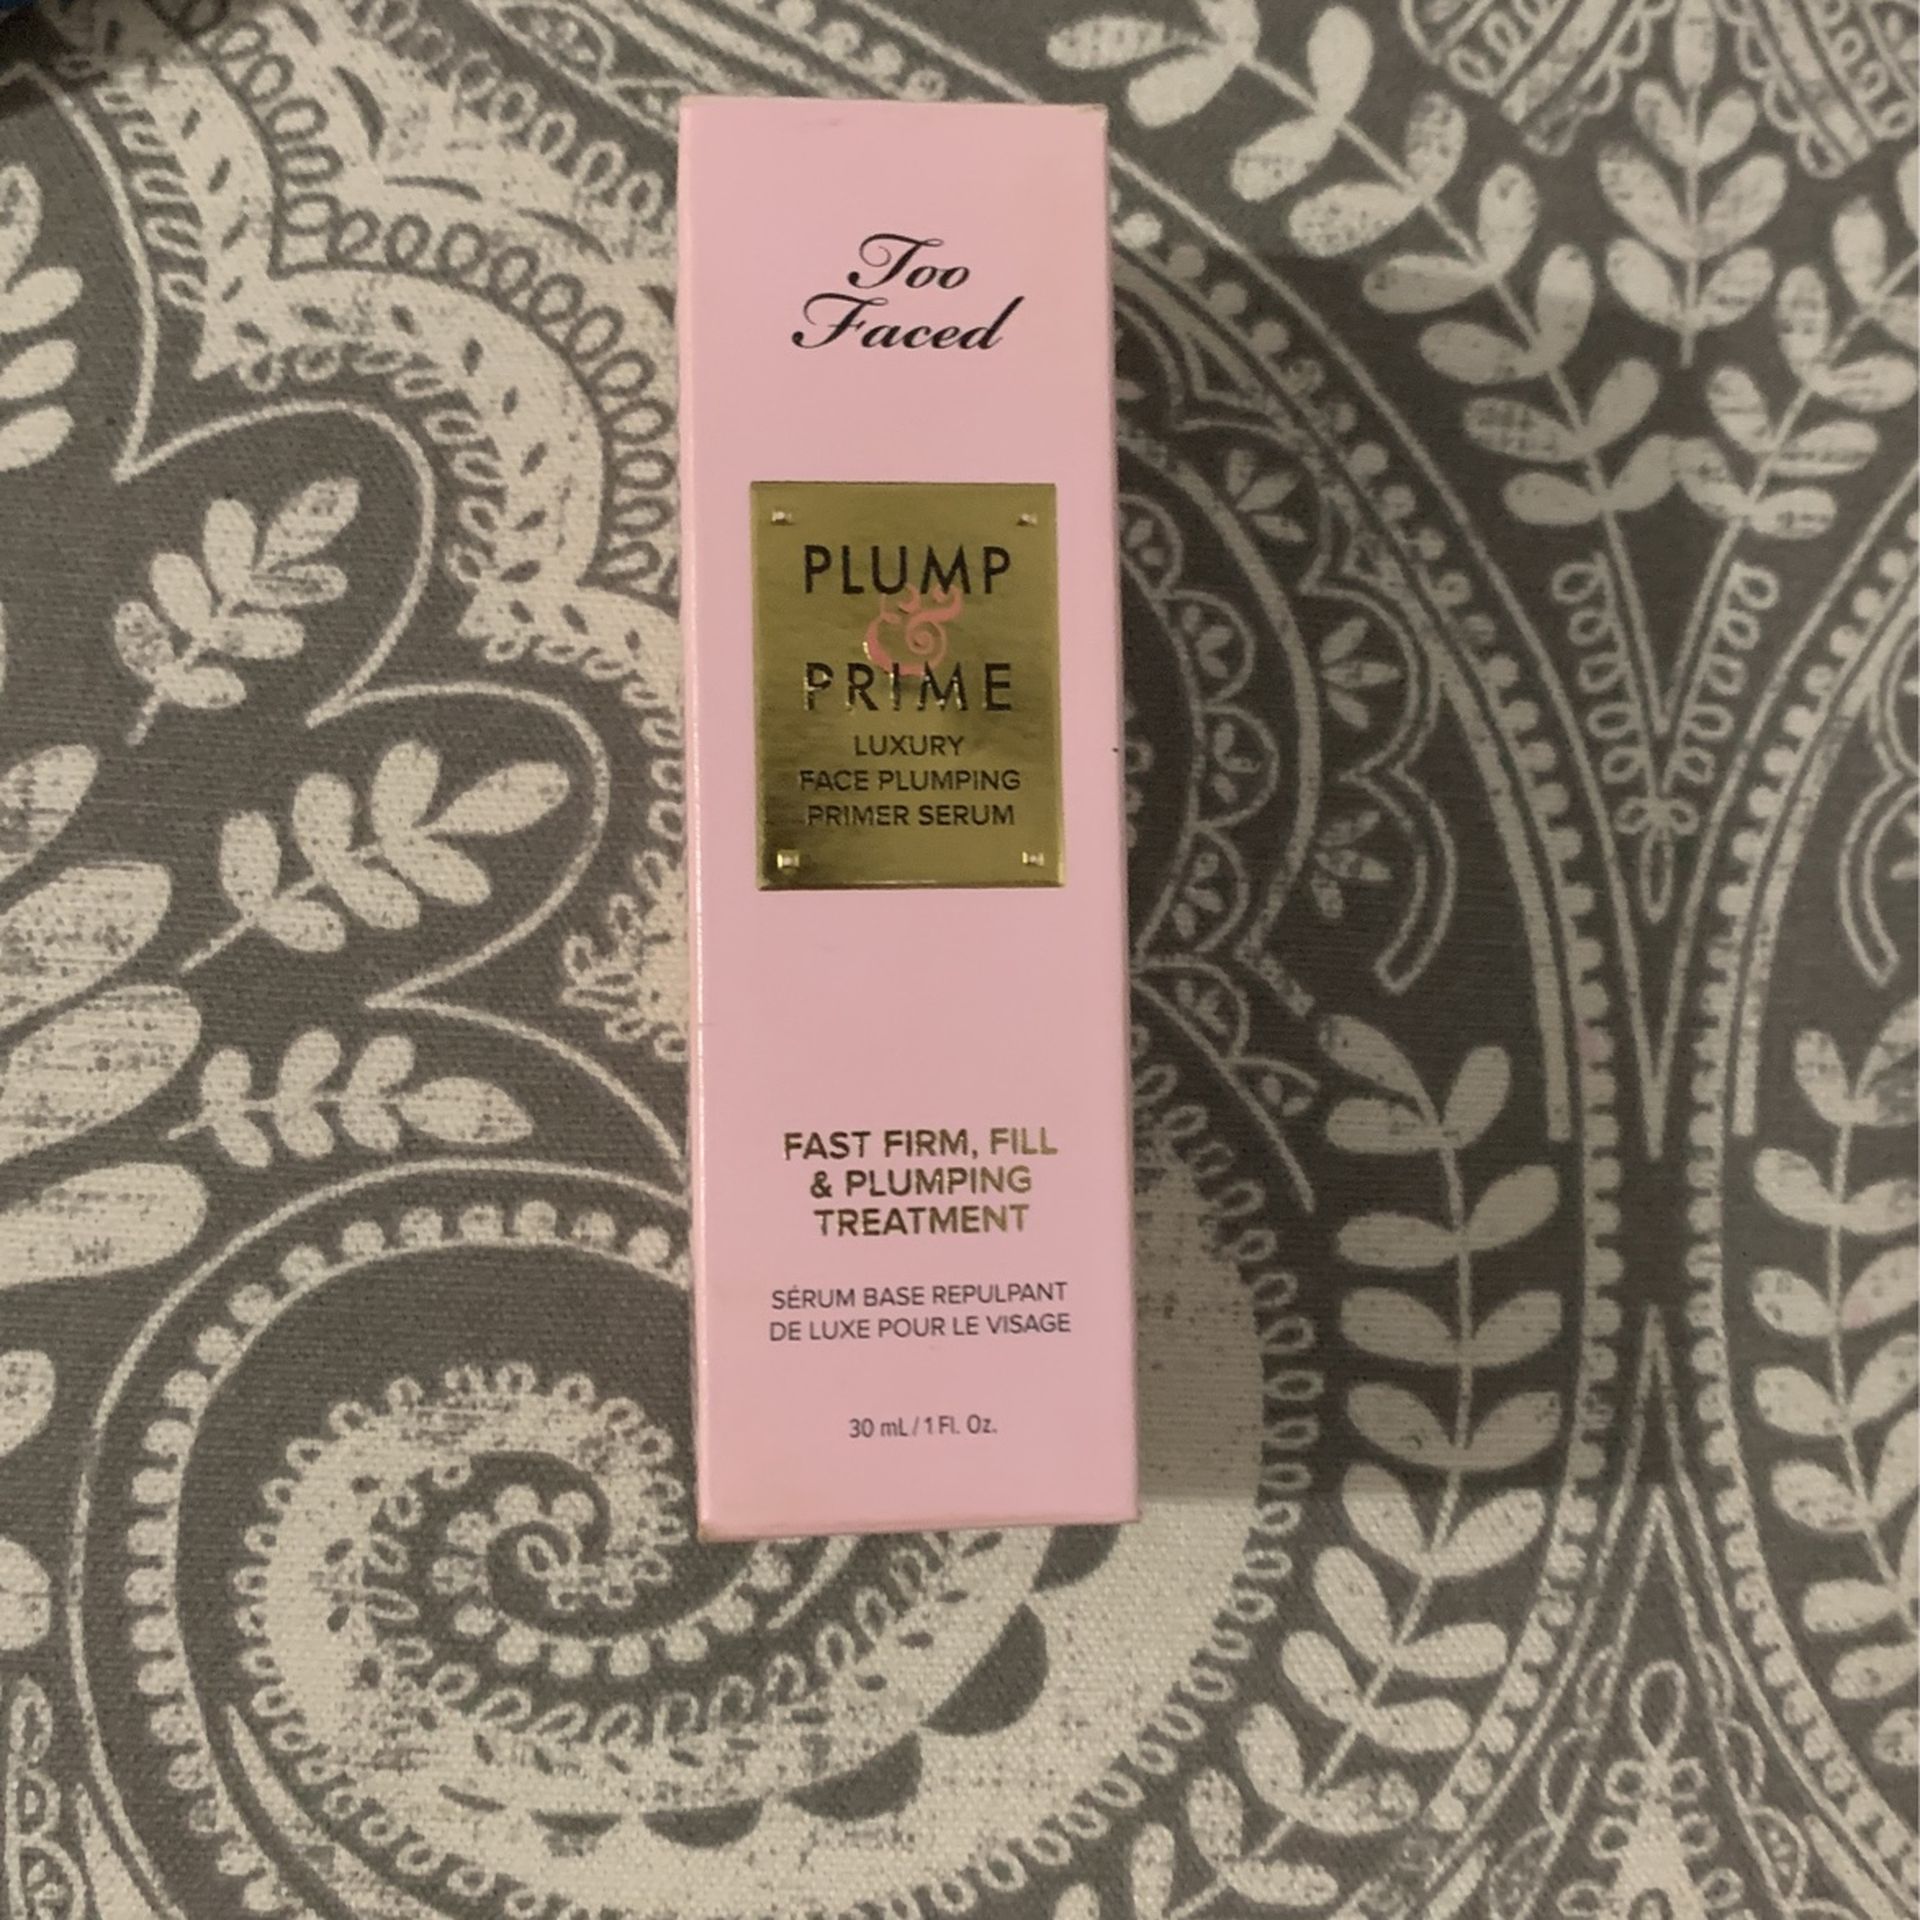 Too
Faced
PLUMP
&
PRIME
LUXURY
FACE PLUMPING
PRIMER SERUM
FAST FIRM, FILL
& PLUMPING
TREATMENT
SÉRUM BASE REPULPANT
DE LUXE POUR LE VISAGE
30 mL / 1 Fl. Oz.